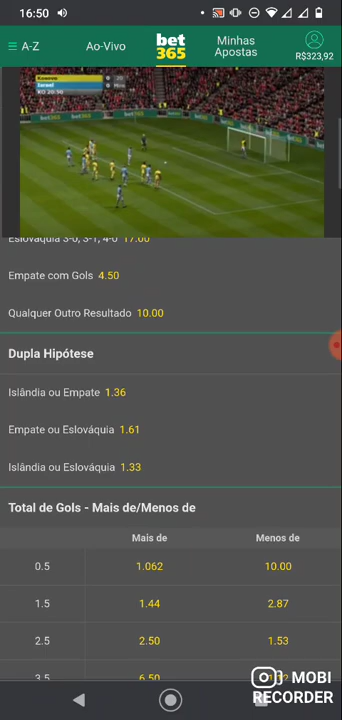 16:50
A-Z
Ao-Vivo
bet
365
Minhas
Apostas
R$323,92
Israel
Eslováquia 3-0, 3-1, 4-0 17.00
Empate com Gols 4.50
Qualquer Outro Resultado 10.00
Dupla Hipótese
Islândia ou Empate 1.36
Empate ou Eslováquia 1.61
Islândia ou Eslováquia 1.33
Total de Gols - Mais de/Menos de
Mais de Menos de
0.5 1.062 10.00
1.5 1.44 2.87
2.5 2.50 1.53
3.5 6.50
MOBI
RECORDER